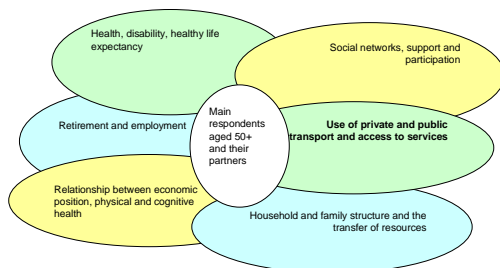 Health, disability, healthy life
expectancy
Social networks, support and
participation
Retirement and employment
Main
respondents
aged 50+
and their
partners
Use of private and public
transport and access to services
Relationship between economic
position, physical and cognitive
health
Household and family structure and the
transfer of resources